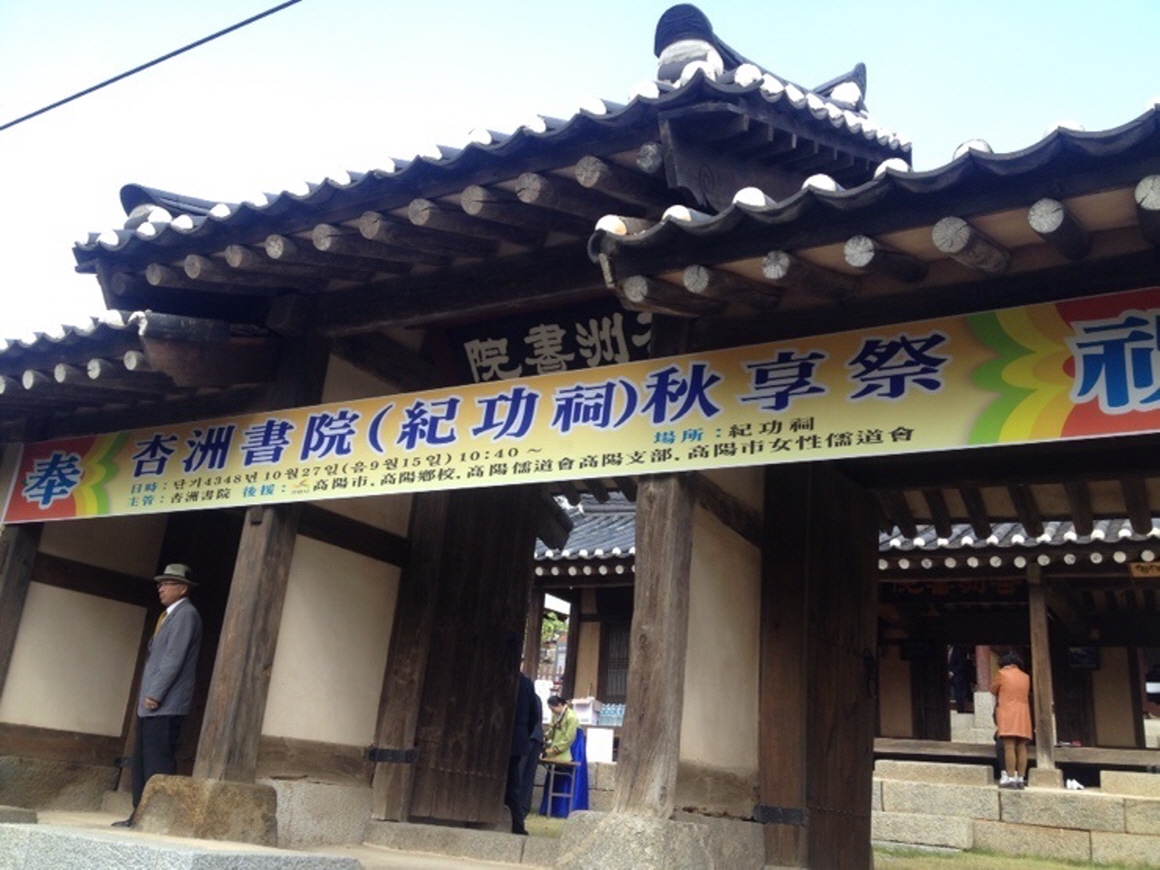 洲書院
奉 杏洲書院(紀功祠)秋享祭 祝
日時 : 단기4348년 10월27일(음9월15일) 10:40 ~ 場所 : 紀功祠
主管 : 杏洲書院 後援 : 高陽市, 高陽鄕校, 高陽儒道會高陽支部, 高陽市女性儒道會